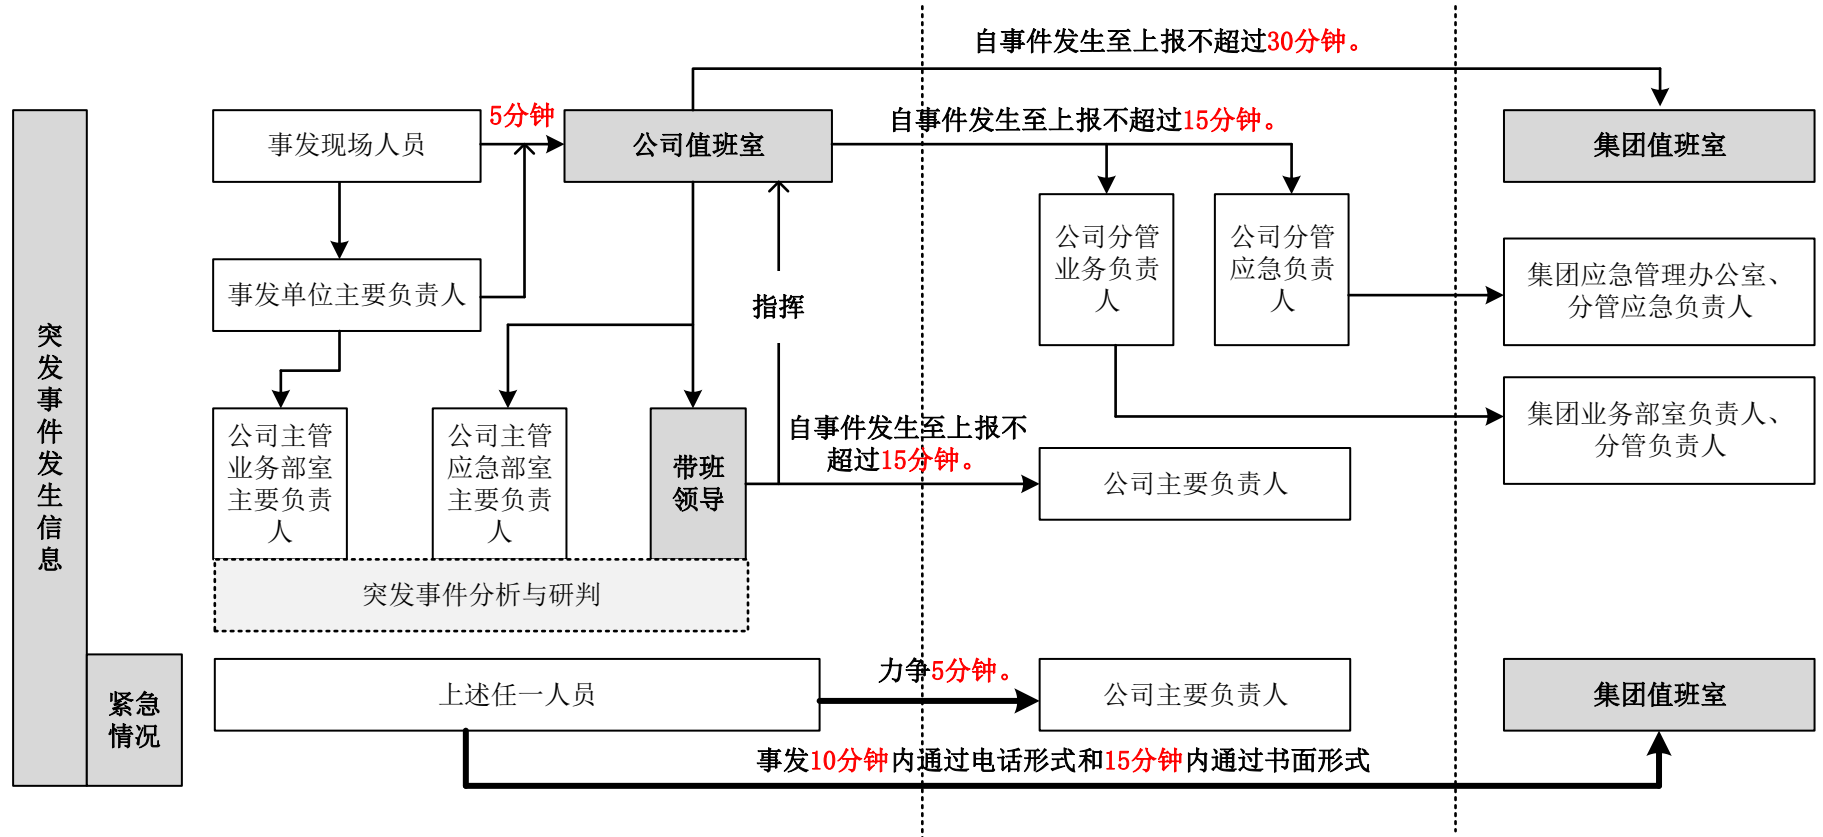 自事件发生至上报不超过30分钟。
5分钟
自事件发生至上报不超过15分钟。
事发现场人员
公司值班室
集团值班室
公司分管
业务负责
人
公司分管
应急负责
人
事发单位主要负责人
集团应急管理办公室、
分管应急负责人
指挥
突
发
事
件
发
生
信
息
公司主管
业务部室
主要负责
人
公司主管
应急部室
主要负责
人
带班
领导
自事件发生至上报不
超过15分钟。
公司主要负责人
集团业务部室负责人、
分管负责人
突发事件分析与研判
紧急
情况
上述任一人员
力争5分钟。
公司主要负责人
集团值班室
事发10分钟内通过电话形式和15分钟内通过书面形式